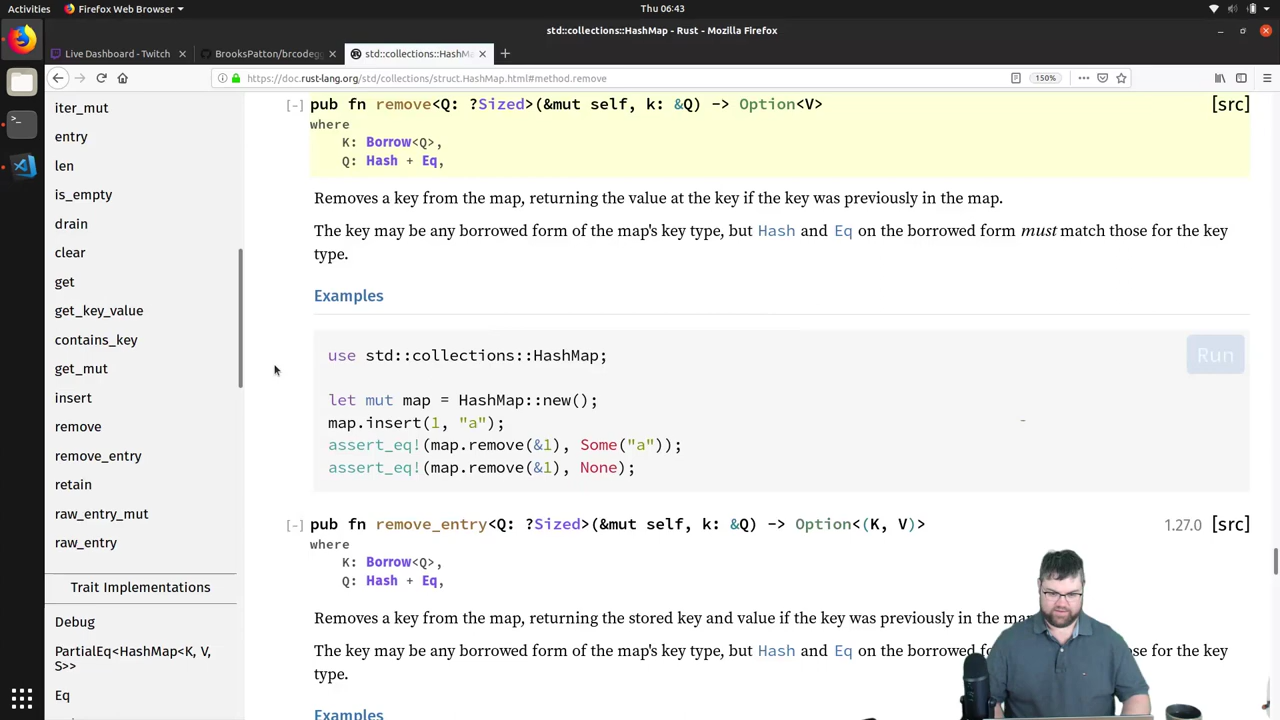 Activities
Firefox Web Browser
Thu 06:43
std::collections::HashMap - Rust - Mozilla Firefox
Live Dashboard - Twitch
BrooksPatton/brcodegg
std::collections::HashMa
https://doc.rust-lang.org/std/collections/struct.HashMap.html#method.remove
150%
iter_mut
entry
len
is_empty
drain
clear
get
get_key_value
contains_key
get_mut
insert
remove
remove_entry
retain
raw_entry_mut
raw_entry
Trait Implementations
Debug
PartialEq<HashMap<K, V,
S>>
Eq
[-] pub fn remove<Q: ?Sized>(&mut self, k: &Q) -> Option<V> [src]
where
K: Borrow<Q>,
Q: Hash + Eq,
Removes a key from the map, returning the value at the key if the key was previously in the map.
The key may be any borrowed form of the map's key type, but Hash and Eq on the borrowed form must match those for the key
type.
Examples
Run
use std::collections::HashMap;
let mut map = HashMap::new();
map.insert(1, "a");
assert_eq!(map.remove(&1), Some("a"));
assert_eq!(map.remove(&1), None);
[-] pub fn remove_entry<Q: ?Sized>(&mut self, k: &Q) -> Option<(K, V)> 1.27.0 [src]
where
K: Borrow<Q>,
Q: Hash + Eq,
Removes a key from the map, returning the stored key and value if the key was previously in the
The key may be any borrowed form of the map's key type, but Hash and Eq on the borrowed for the key
type.
Examples